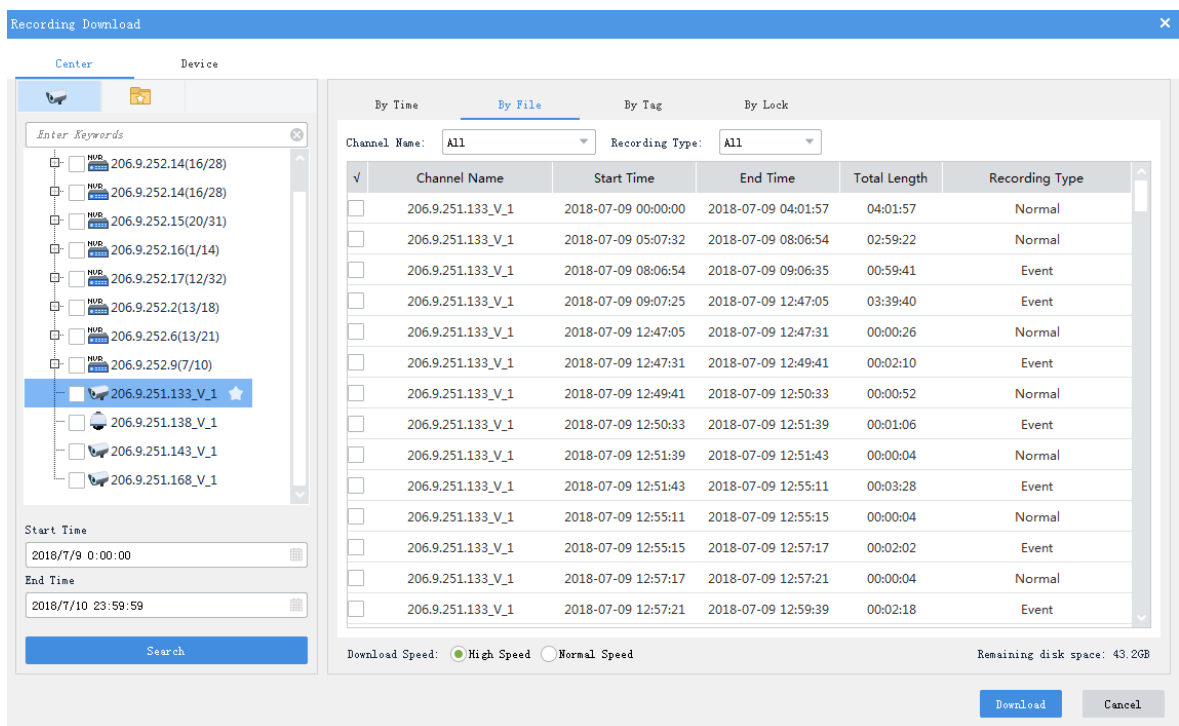 Recording Download
Center Device
Enter Keywords
NVR 206.9.252.14(16/28)
NVR 206.9.252.14(16/28)
NVR 206.9.252.15(20/31)
NVR 206.9.252.16(1/14)
NVR 206.9.252.17(12/32)
NVR 206.9.252.2(13/18)
NVR 206.9.252.6(13/21)
NVR 206.9.252.9(7/10)
206.9.251.133_V_1
206.9.251.138_V_1
206.9.251.143_V_1
206.9.251.168_V_1
Start Time
2018/7/9 0:00:00
End Time
2018/7/10 23:59:59
Search
By Time By File By Tag By Lock
Channel Name: All Recording Type: All
√ Channel Name Start Time End Time Total Length Recording Type
206.9.251.133_V_1 2018-07-09 00:00:00 2018-07-09 04:01:57 04:01:57 Normal
206.9.251.133_V_1 2018-07-09 05:07:32 2018-07-09 08:06:54 02:59:22 Normal
206.9.251.133_V_1 2018-07-09 08:06:54 2018-07-09 09:06:35 00:59:41 Event
206.9.251.133_V_1 2018-07-09 09:07:25 2018-07-09 12:47:05 03:39:40 Event
206.9.251.133_V_1 2018-07-09 12:47:05 2018-07-09 12:47:31 00:00:26 Normal
206.9.251.133_V_1 2018-07-09 12:47:31 2018-07-09 12:49:41 00:02:10 Event
206.9.251.133_V_1 2018-07-09 12:49:41 2018-07-09 12:50:33 00:00:52 Normal
206.9.251.133_V_1 2018-07-09 12:50:33 2018-07-09 12:51:39 00:01:06 Event
206.9.251.133_V_1 2018-07-09 12:51:39 2018-07-09 12:51:43 00:00:04 Normal
206.9.251.133_V_1 2018-07-09 12:51:43 2018-07-09 12:55:11 00:03:28 Event
206.9.251.133_V_1 2018-07-09 12:55:11 2018-07-09 12:55:15 00:00:04 Normal
206.9.251.133_V_1 2018-07-09 12:55:15 2018-07-09 12:57:17 00:02:02 Event
206.9.251.133_V_1 2018-07-09 12:57:17 2018-07-09 12:57:21 00:00:04 Normal
206.9.251.133_V_1 2018-07-09 12:57:21 2018-07-09 12:59:39 00:02:18 Event
Download Speed: High Speed Normal Speed Remaining disk space: 43.2GB
Download Cancel